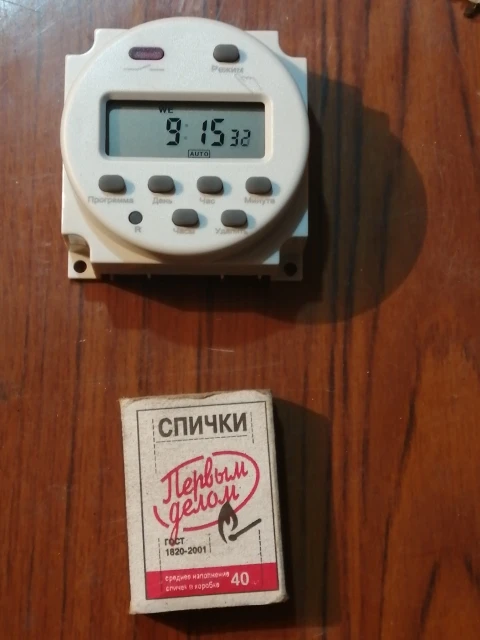 Режим
WE
9:15 32
AUTO
Программа День Час Минута
R Часы Удалить
СПИЧКИ
Первым
делом
ГОСТ
1820-2001
среднее наполнение
спичек в коробке 40